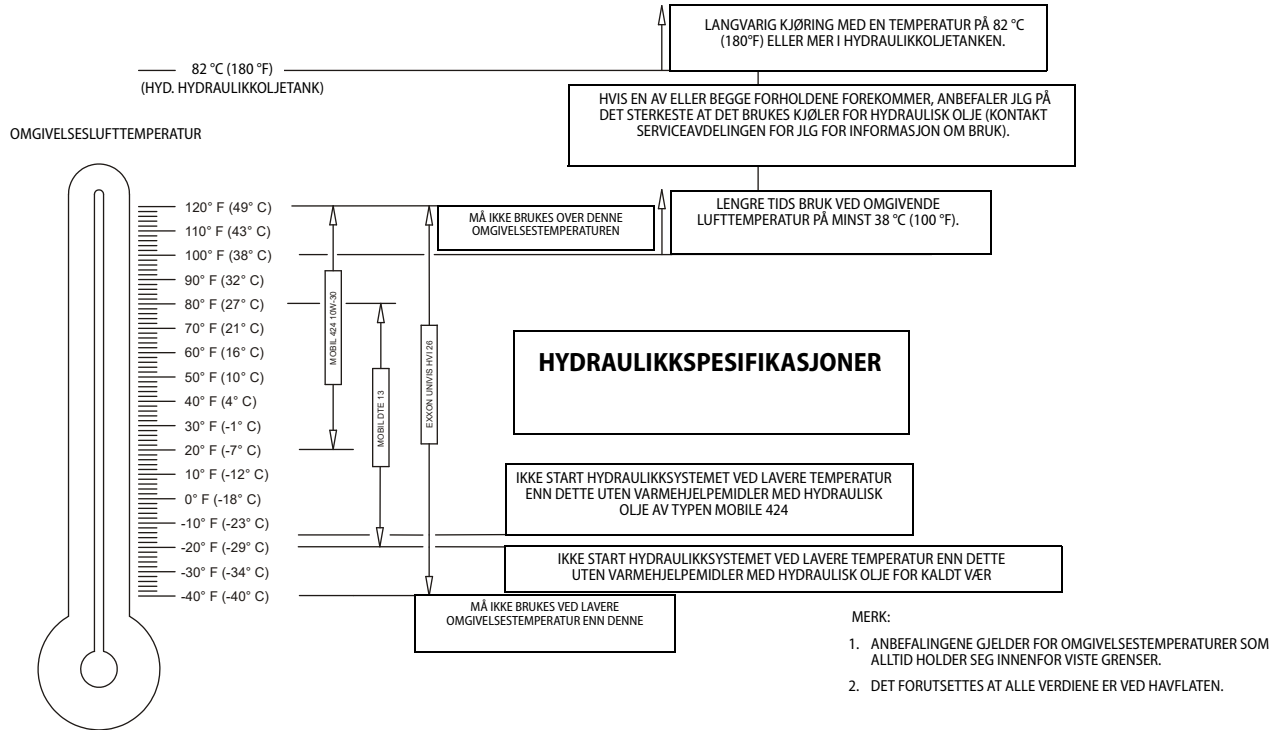 LANGVARIG KJØRING MED EN TEMPERATUR PÅ 82 °C
(180°F) ELLER MER I HYDRAULIKKOLJETANKEN.
82 °C (180 °F)
(HYD. HYDRAULIKKOLJETANK)
HVIS EN AV ELLER BEGGE FORHOLDENE FOREKOMMER, ANBEFALER JLG PÅ
DET STERKESTE AT DET BRUKES KJØLER FOR HYDRAULISK OLJE (KONTAKT
SERVICEAVDELINGEN FOR JLG FOR INFORMASJON OM BRUK).
OMGIVELSESLUFTTEMPERATUR
LENGRE TIDS BRUK VED OMGIVENDE
LUFTTEMPERATUR PÅ MINST 38 °C (100 °F).
MÅ IKKE BRUKES OVER DENNE
OMGIVELSESTEMPERATUREN
120° F (49° C)
110° F (43° C)
100° F (38° C)
90° F (32° C)
80° F (27° C)
70° F (21° C)
60° F (16° C)
50° F (10° C)
40° F (4° C)
30° F (-1° C)
20° F (-7° C)
10° F (-12° C)
0° F (-18° C)
-10° F (-23° C)
-20° F (-29° C)
-30° F (-34° C)
-40° F (-40° C)
MOBIL 424 10W-30
MOBIL DTE 13
EXXON UNIVIS HVI 26
HYDRAULIKKSPESIFIKASJONER
IKKE START HYDRAULIKKSYSTEMET VED LAVERE TEMPERATUR
ENN DETTE UTEN VARMEHJELPEMIDLER MED HYDRAULISK
OLJE AV TYPEN MOBILE 424
IKKE START HYDRAULIKKSYSTEMET VED LAVERE TEMPERATUR ENN DETTE
UTEN VARMEHJELPEMIDLER MED HYDRAULISK OLJE FOR KALDT VÆR
MÅ IKKE BRUKES VED LAVERE
OMGIVELSESTEMPERATUR ENN DENNE
MERK:
1. ANBEFALINGENE GJELDER FOR OMGIVELSESTEMPERATURER SOM
ALLTID HOLDER SEG INNENFOR VISTE GRENSER.
2. DET FORUTSETTES AT ALLE VERDIENE ER VED HAVFLATEN.